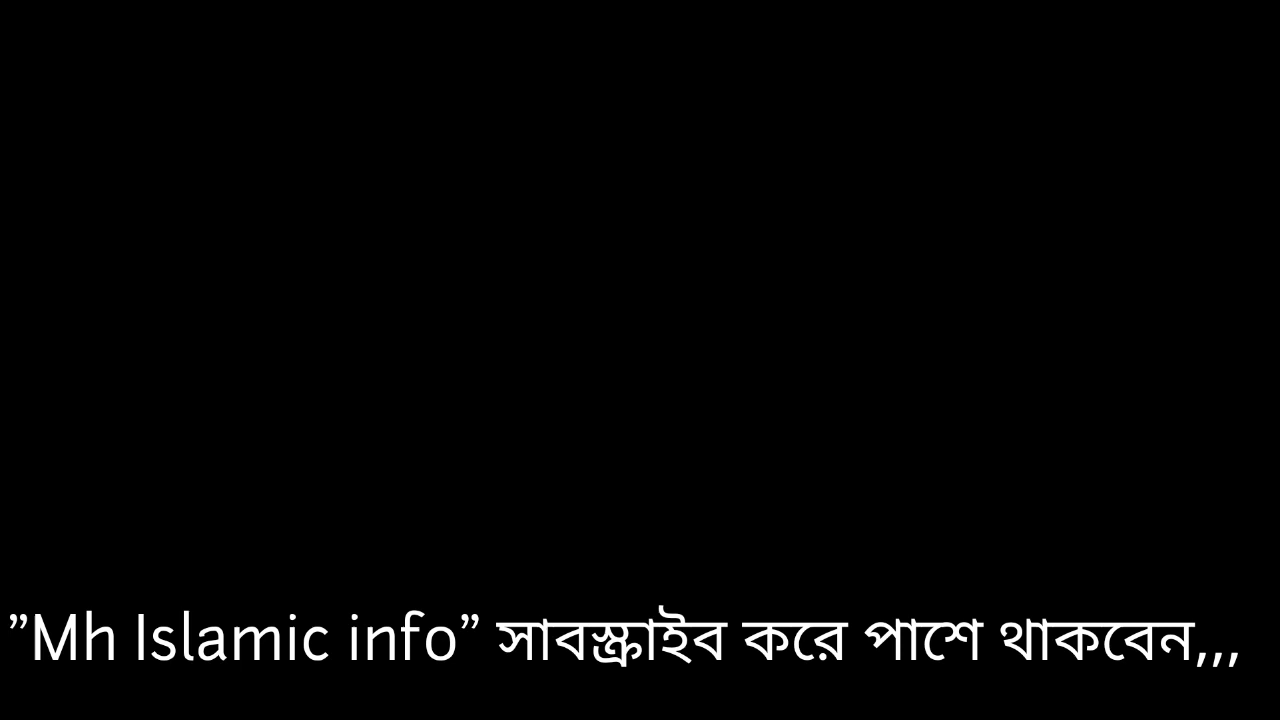 ”Mh Islamic info” সাবস্ক্রাইব করে পাশে থাকবেন,,,